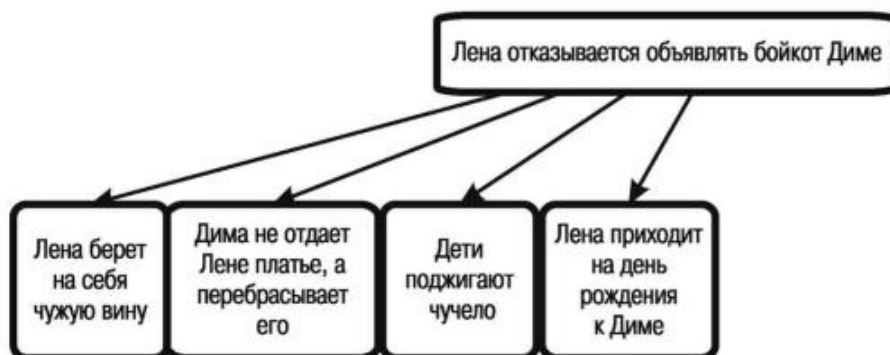 Лена отказывается объявлять бойкот Диме
Лена берет
на себя
чужую вину
Дима не отдает
Лене платье, а
перебрасывает
его
Дети
поджигают
чучело
Лена приходит
на день
рождения
к Диме